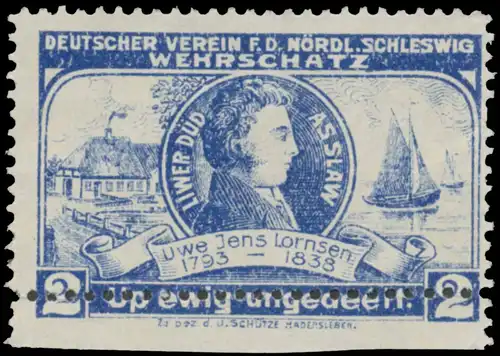 DEUTSCHER VEREIN F.D. NÖRDL. SCHLESWIG
WEHRSCHATZ
LIWER DUD
AS SLAW
Uwe Jens Lornsen
1793 — 1838
2 Up ewig ungedeelt 2
Zu bez. d. J. SCHÜTZE HADERSLEBEN.